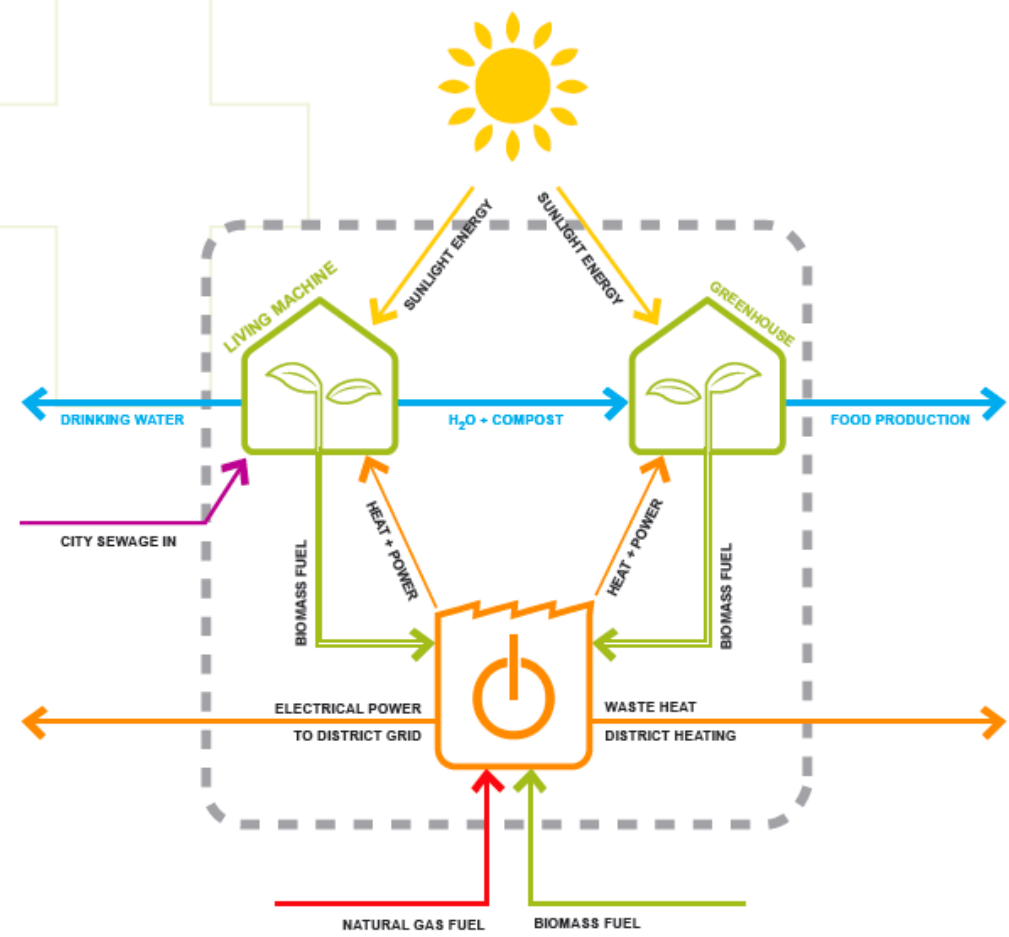 SUNLIGHT ENERGY
SUNLIGHT ENERGY
LIVING MACHINE
GREENHOUSE
DRINKING WATER
H₂O + COMPOST
FOOD PRODUCTION
CITY SEWAGE IN
HEAT + POWER
HEAT + POWER
BIOMASS FUEL
BIOMASS FUEL
ELECTRICAL POWER
TO DISTRICT GRID
WASTE HEAT
DISTRICT HEATING
NATURAL GAS FUEL
BIOMASS FUEL